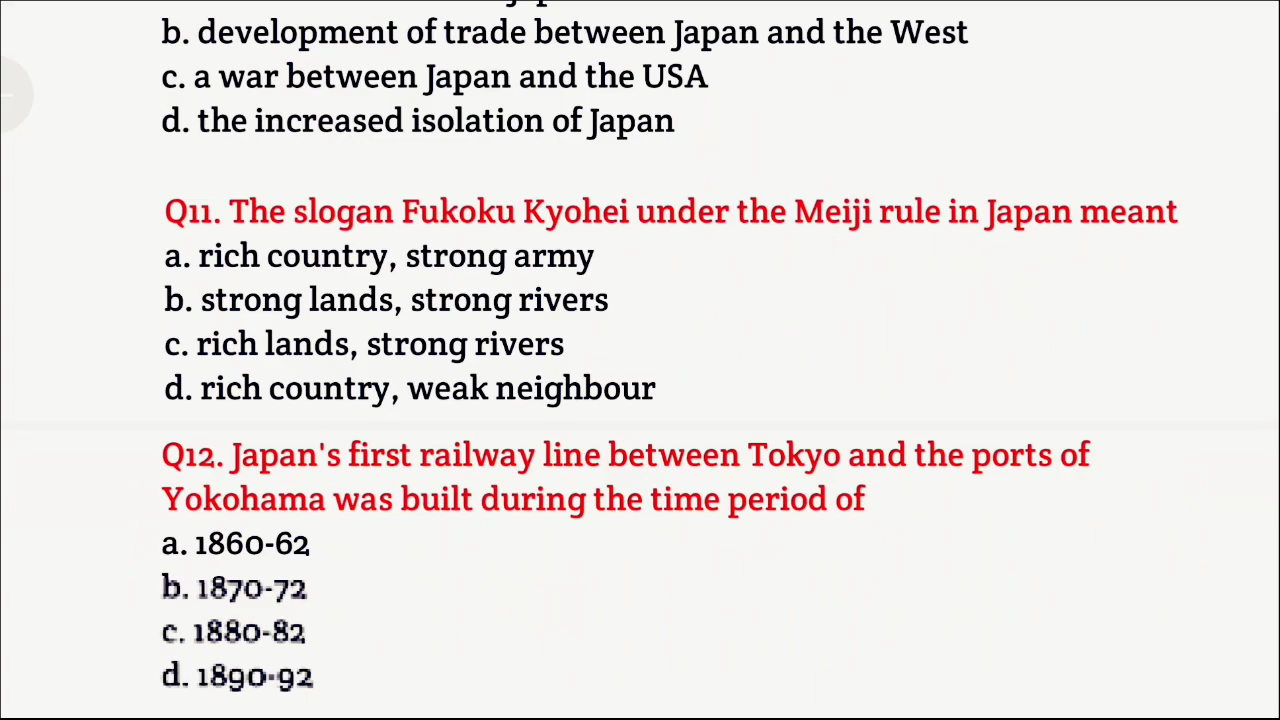 b. development of trade between Japan and the West
c. a war between Japan and the USA
d. the increased isolation of Japan
Q11. The slogan Fukoku Kyohei under the Meiji rule in Japan meant
a. rich country, strong army
b. strong lands, strong rivers
c. rich lands, strong rivers
d. rich country, weak neighbour
Q12. Japan's first railway line between Tokyo and the ports of
Yokohama was built during the time period of
a. 1860-62
b. 1870-72
c. 1880-82
d. 1890-92